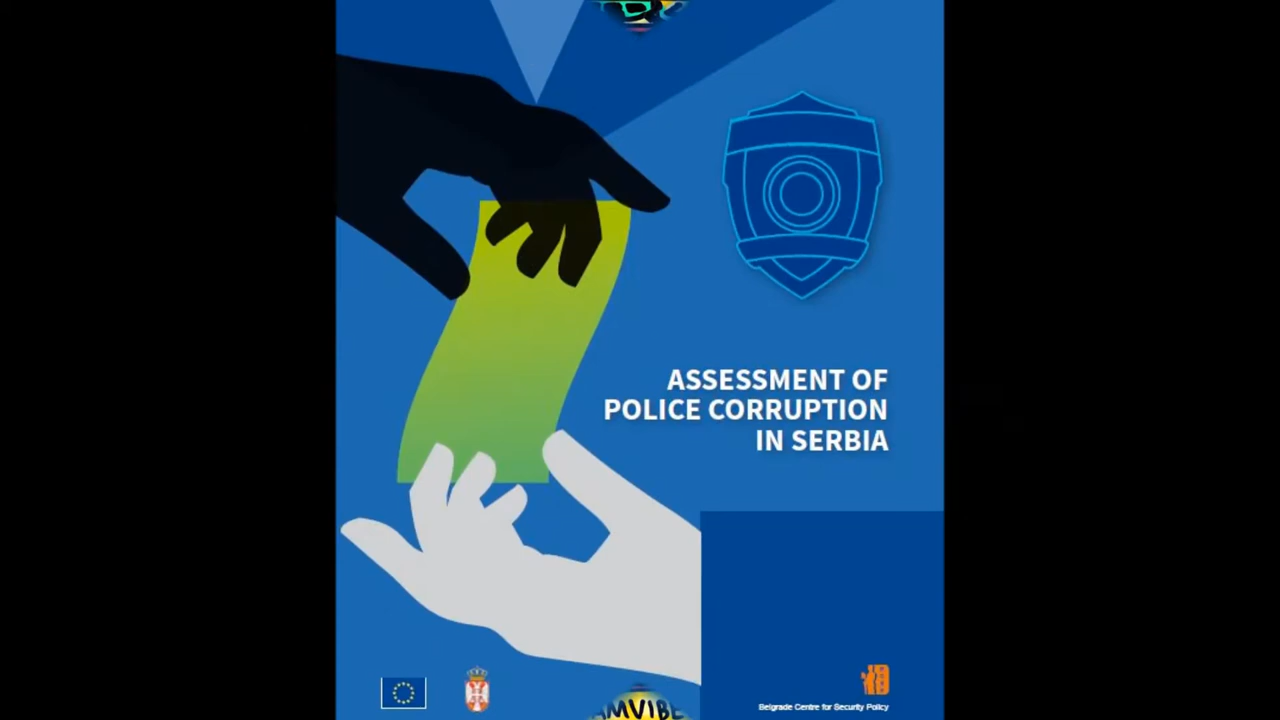 ASSESSMENT OF
POLICE CORRUPTION
IN SERBIA
Belgrade Centre for Security Policy